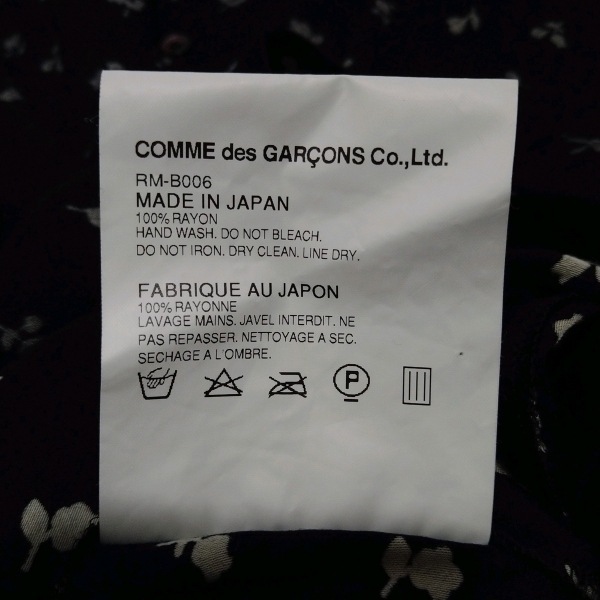 COMME des GARÇONS Co.,Ltd.
RM-B006
MADE IN JAPAN
100% RAYON
HAND WASH. DO NOT BLEACH.
DO NOT IRON. DRY CLEAN. LINE DRY.
FABRIQUE AU JAPON
100% RAYONNE
LAVAGE MAINS. JAVEL INTERDIT. NE
PAS REPASSER. NETTOYAGE A SEC.
SECHAGE A L'OMBRE.
P